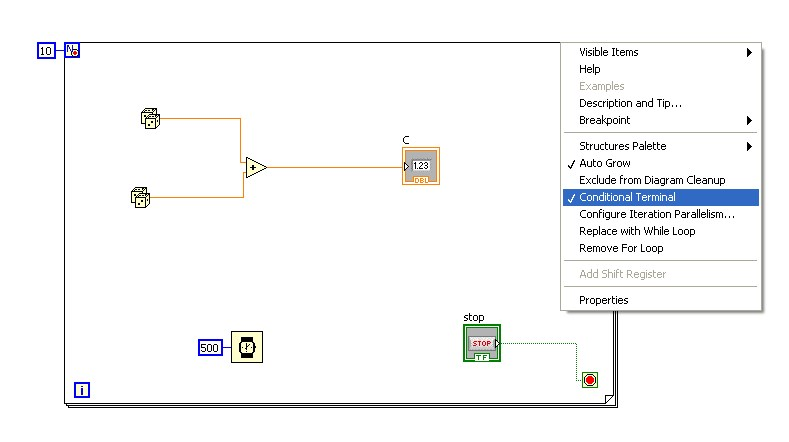 10
N
Visible Items
Help
Examples
Description and Tip...
Breakpoint
Structures Palette
Auto Grow
Exclude from Diagram Cleanup
Conditional Terminal
Configure Iteration Parallelism...
Replace with While Loop
Remove For Loop
Add Shift Register
Properties
C
1.23
DBL
+
stop
STOP
TF
500
i